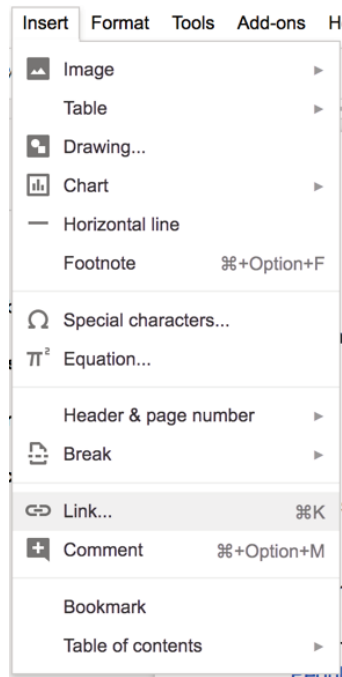 Insert Format Tools Add-ons
Image
Table
Drawing...
Chart
Horizontal line
Footnote ⌘+Option+F
Special characters...
Equation...
Header & page number
Break
Link... ⌘K
Comment ⌘+Option+M
Bookmark
Table of contents